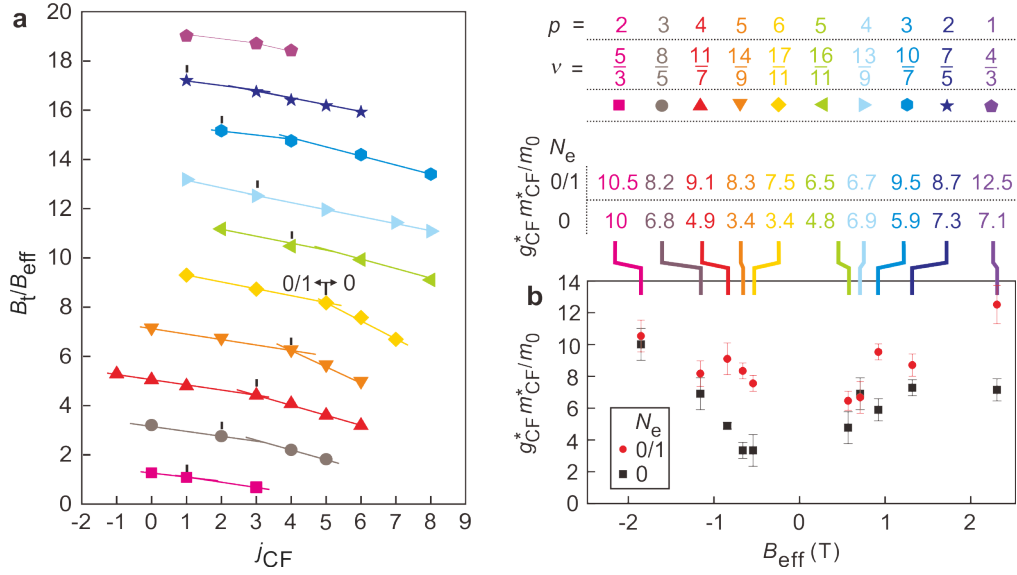 a
B_t/B_eff
20
18
16
14
12
10
8
6
4
2
0
0/1 0
-2 -1 0 1 2 3 4 5 6 7 8 9
j_CF
p = 2 3 4 5 6 5 4 3 2 1
ν = 5/3 8/5 11/7 14/9 17/11 16/11 13/9 10/7 7/5 4/3
N_e
g*_CF m*_CF/m_0
0/1 10.5 8.2 9.1 8.3 7.5 6.5 6.7 9.5 8.7 12.5
0 10 6.8 4.9 3.4 3.4 4.8 6.9 5.9 7.3 7.1
b
g*_CF m*_CF/m_0
14
12
10
8
6
4
2
0
N_e
0/1
0
-2 -1 0 1 2
B_eff (T)